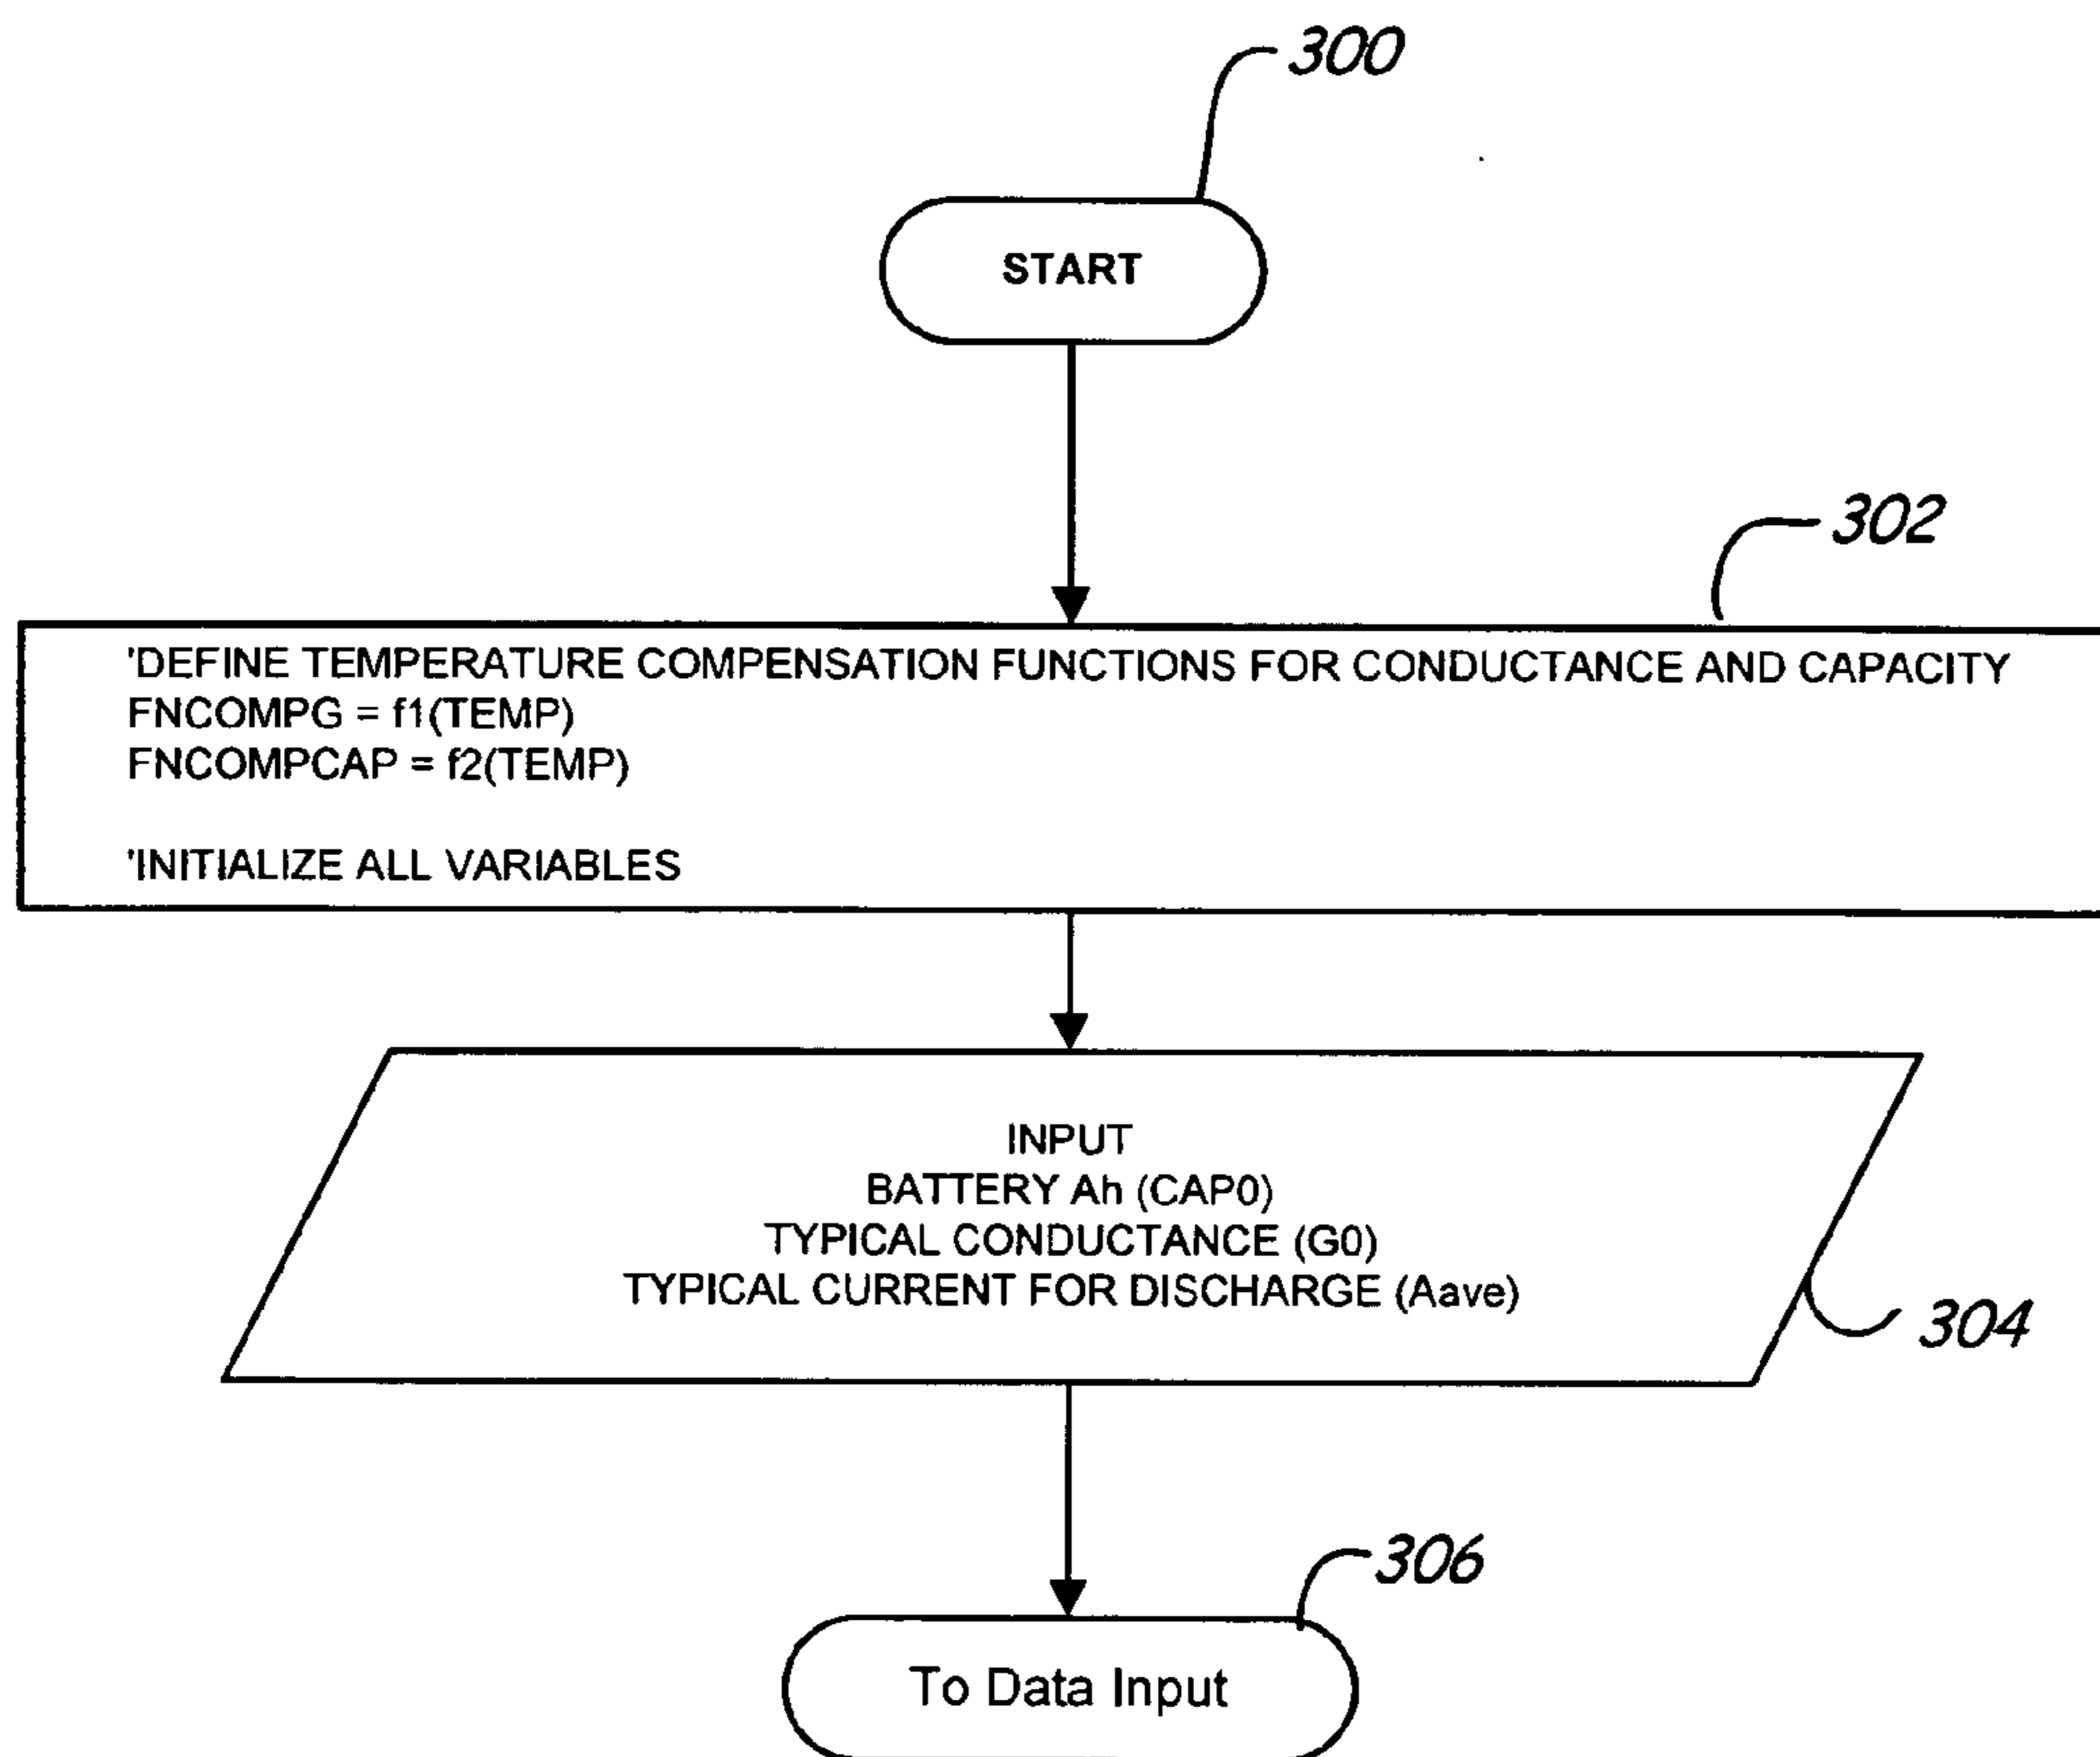 300
START
302
'DEFINE TEMPERATURE COMPENSATION FUNCTIONS FOR CONDUCTANCE AND CAPACITY
FNCOMPG = f1(TEMP)
FNCOMPCAP = f2(TEMP)
'INITIALIZE ALL VARIABLES
INPUT
BATTERY Ah (CAP0)
TYPICAL CONDUCTANCE (G0)
TYPICAL CURRENT FOR DISCHARGE (Aave)
304
306
To Data Input